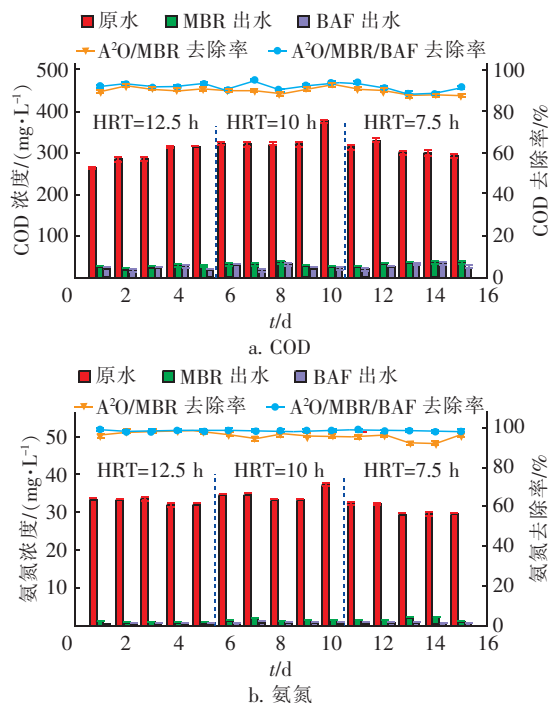 原水 MBR 出水 BAF 出水
A²O/MBR 去除率 A²O/MBR/BAF 去除率
500
400
300
200
100
COD 浓度/(mg·L⁻¹)
HRT=12.5 h HRT=10 h HRT=7.5 h
100
80
60
40
20
0
COD 去除率/%
0 2 4 6 8 10 12 14 16
t/d
a. COD
原水 MBR 出水 BAF 出水
A²O/MBR 去除率 A²O/MBR/BAF 去除率
50
40
30
20
10
氨氮浓度/(mg·L⁻¹)
HRT=12.5 h HRT=10 h HRT=7.5 h
100
80
60
40
20
0
氨氮去除率/%
0 2 4 6 8 10 12 14 16
t/d
b. 氨氮